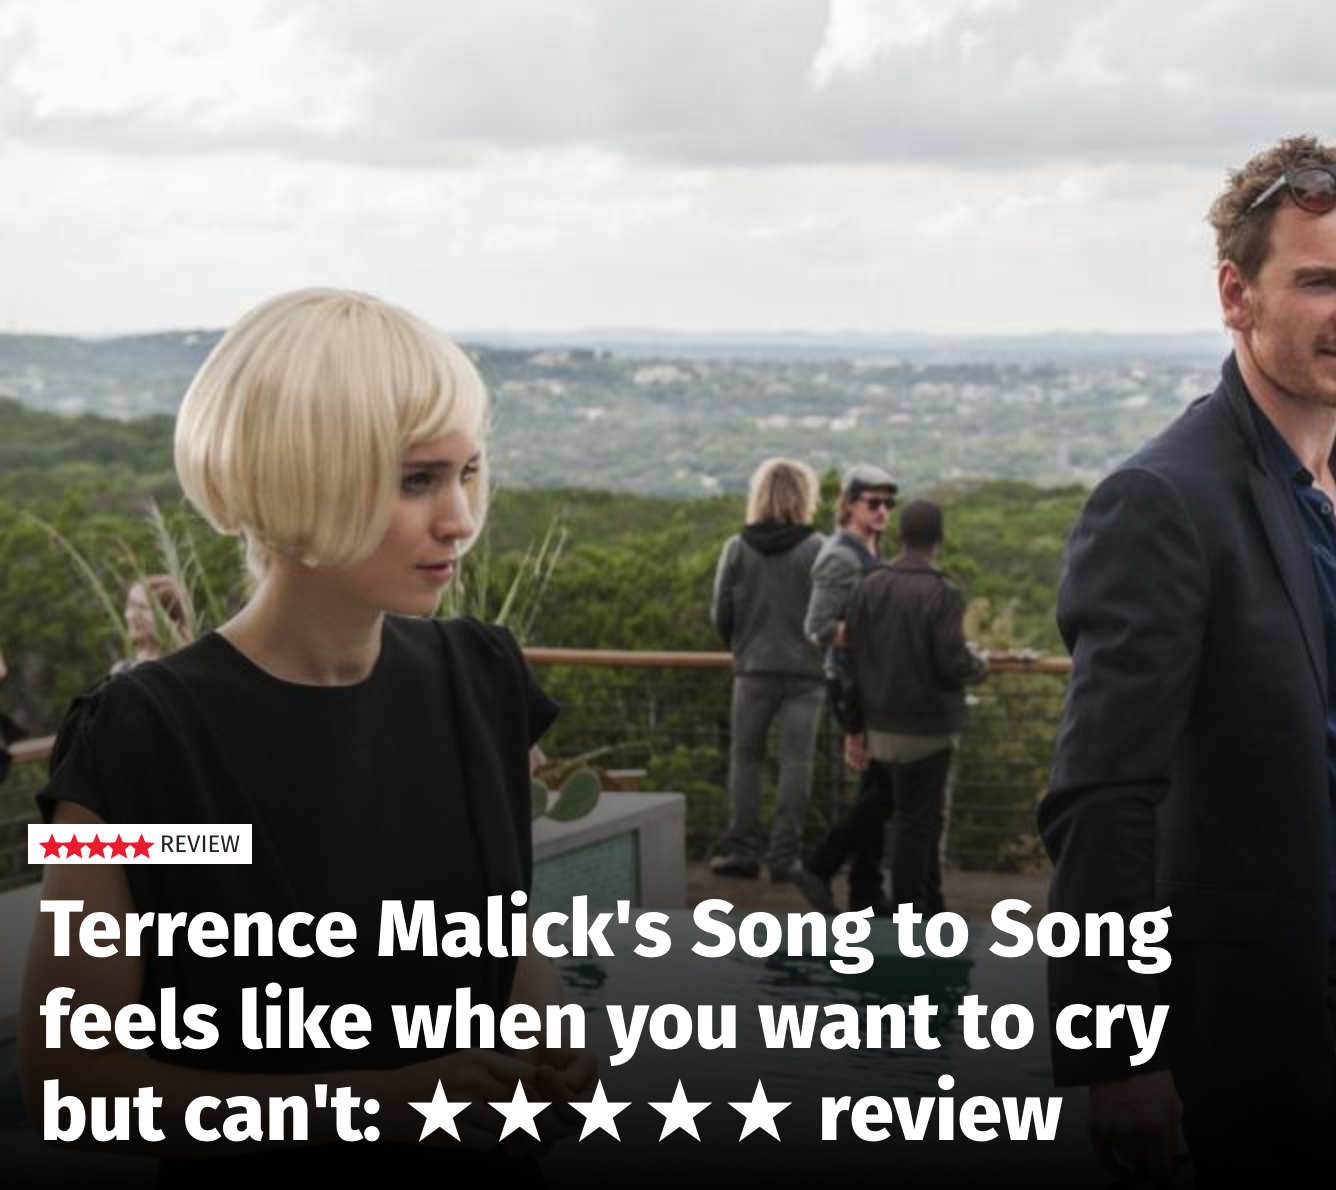 ★★★★★ REVIEW
Terrence Malick's Song to Song
feels like when you want to cry
but can't: ★★★★★ review